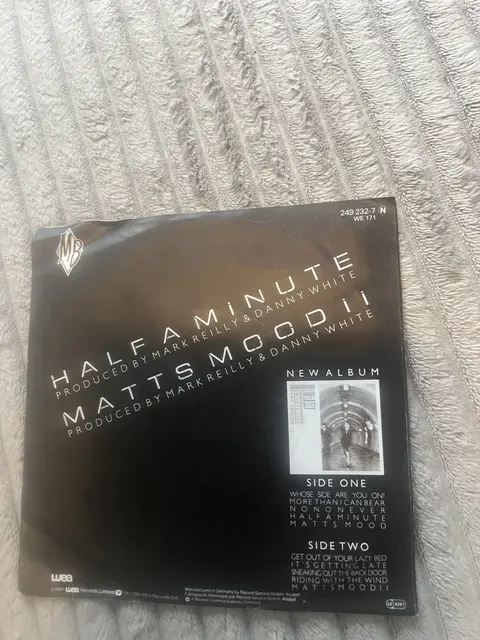 249 232-7 N
WE 171
MB
HALF A MiNUTE
PRODUCED BY MARK REILLY & DANNY WHITE
MATTS MOOD ii
PRODUCED BY MARK REILLY & DANNY WHITE
NEW ALBUM
SIDE ONE
WHOSE SIDE ARE YOU ON?
MORE THAN I CAN BEAR
NO NO NEVER
HALF A MINUTE
MATTS MOOD
SIDE TWO
GET OUT OF YOUR LAZY BED
IT'S GETTING LATE
SNEAKING OUT THE BACK DOOR
RIDING WITH THE WIND
MATTS MOOD II
wea
WEA Records Limited
Manufactured in Germany by Record Service GmbH, Alsdorf